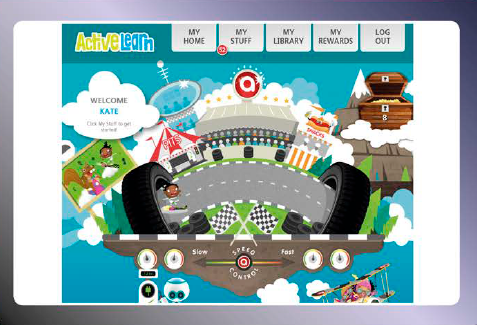 ActiveLearn
MY HOME
MY STUFF
MY LIBRARY
MY REWARDS
LOG OUT
WELCOME
KATE
Click My Stuff to get
started!
a
SNACKS
8
Slow
SPEED
Fast
a
CONTROL